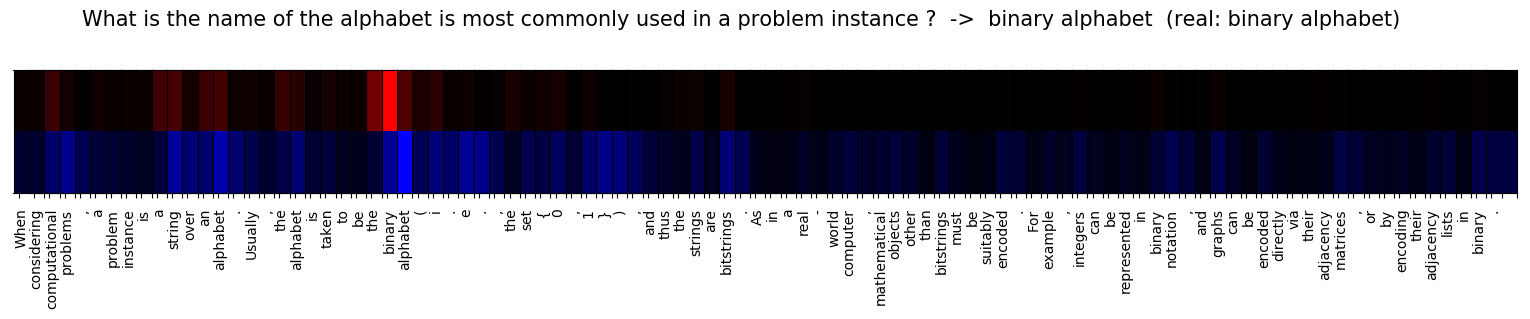 What is the name of the alphabet is most commonly used in a problem instance ? -> binary alphabet (real: binary alphabet)
When considering computational problems , a problem instance is a string over an alphabet . Usually , the alphabet is taken to be the binary alphabet ( i . e . , the set { 0 , 1 } ) , and thus the strings are bitstrings . As in a real - world computer , mathematical objects other than bitstrings must be suitably encoded . For example , integers can be represented in binary notation , and graphs can be encoded directly via their adjacency matrices , or by encoding their adjacency lists in binary .